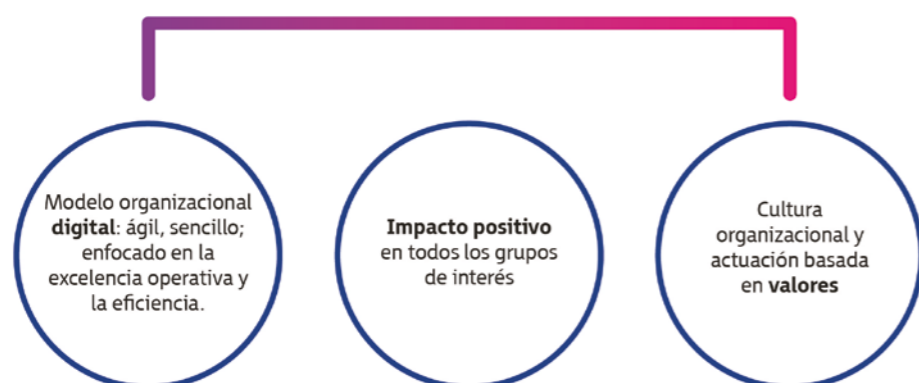 Modelo organizacional
digital: ágil, sencillo;
enfocado en la
excelencia operativa y
la eficiencia.
Impacto positivo
en todos los grupos
de interés
Cultura
organizacional y
actuación basada
en valores